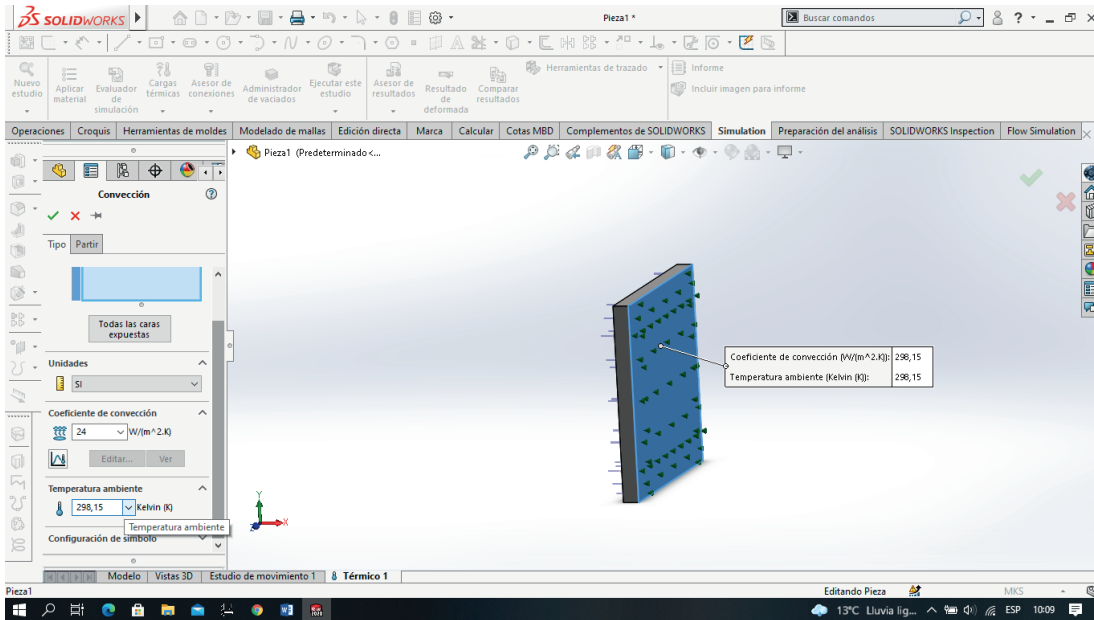 SOLIDWORKS
Pieza1 *
Buscar comandos
Nuevo estudio
Aplicar material
Evaluador de simulación
Cargas térmicas
Asesor de conexiones
Administrador de vaciados
Ejecutar este estudio
Asesor de resultados
Resultado de deformada
Comparar resultados
Herramientas de trazado
Informe
Incluir imagen para informe
Operaciones Croquis Herramientas de moldes Modelado de mallas Edición directa Marca Calcular Cotas MBD Complementos de SOLIDWORKS Simulation Preparación del análisis SOLIDWORKS Inspection Flow Simulation
Pieza1 (Predeterminado<...
Convección
Tipo Partir
Todas las caras expuestas
Unidades
SI
Coeficiente de convección
24 W/(m^2.K)
Editar... Ver
Temperatura ambiente
298,15 Kelvin (K)
Temperatura ambiente
Configuración de símbolo
Coeficiente de convección (W/(m^2.K)): 298,15
Temperatura ambiente (Kelvin (K)): 298,15
Y
X
Modelo Vistas 3D Estudio de movimiento 1 Térmico 1
Pieza1
Editando Pieza
MKS
13°C Lluvia lig...
ESP
10:09